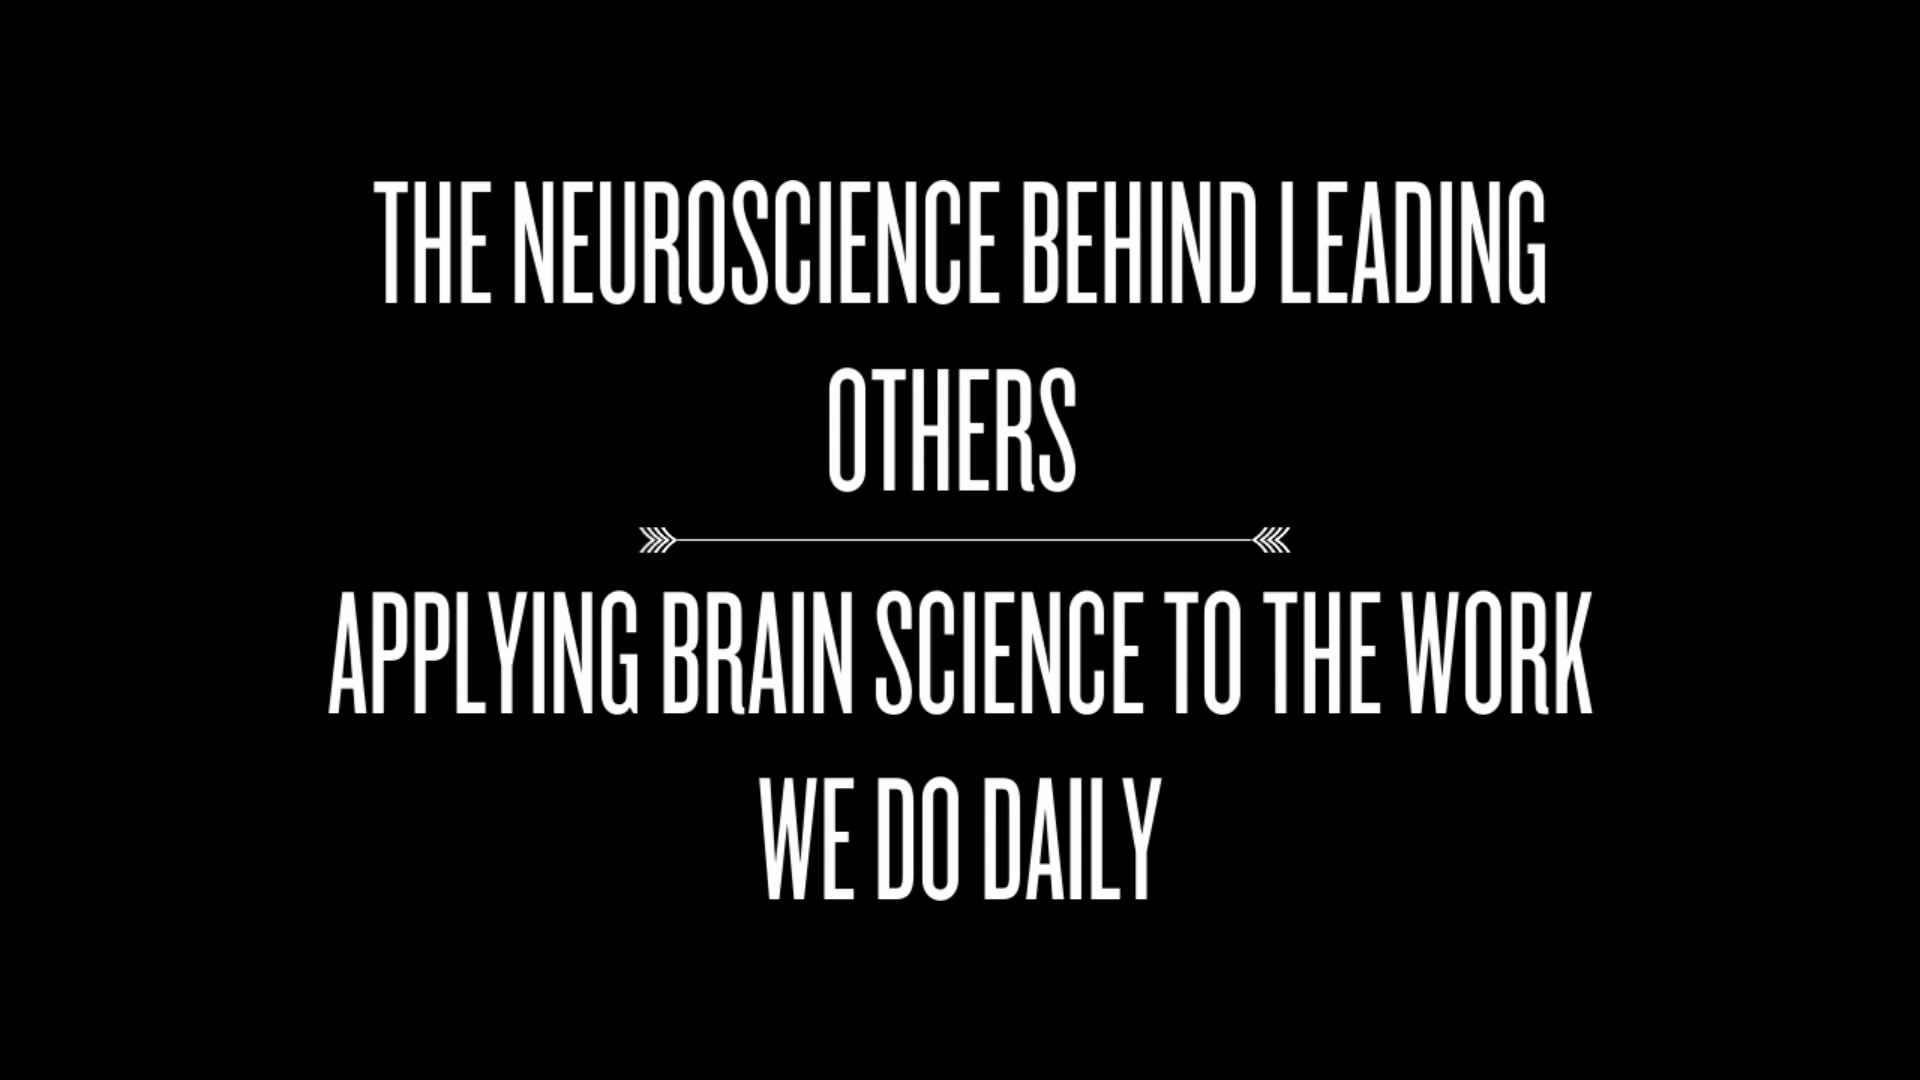 THE NEUROSCIENCE BEHIND LEADING
OTHERS
APPLYING BRAIN SCIENCE TO THE WORK
WE DO DAILY